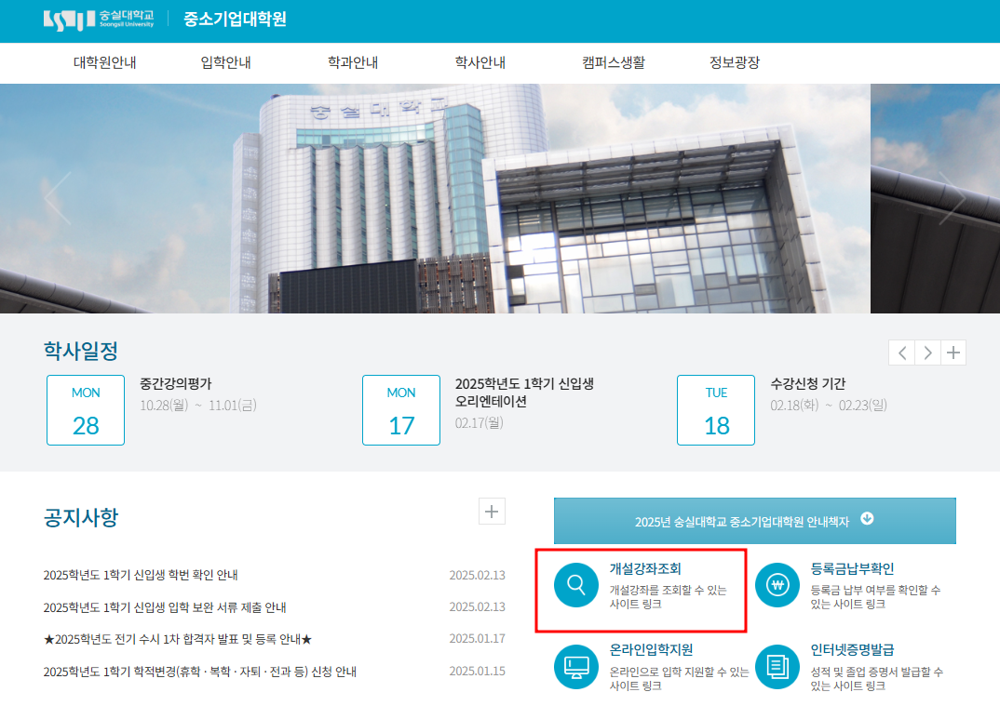 숭실대학교
Soongsil University
중소기업대학원
대학원안내 입학안내 학과안내 학사안내 캠퍼스생활 정보광장
숭실대학교
학사일정
MON
28
중간강의평가
10.28(월) ~ 11.01(금)
MON
17
2025학년도 1학기 신입생
오리엔테이션
02.17(월)
TUE
18
수강신청 기간
02.18(화) ~ 02.23(일)
공지사항
2025학년도 1학기 신입생 학번 확인 안내 2025.02.13
2025학년도 1학기 신입생 입학 보완 서류 제출 안내 2025.02.13
★2025학년도 전기 수시 1차 합격자 발표 및 등록 안내★ 2025.01.17
2025학년도 1학기 학적변경(휴학 · 복학 · 자퇴 · 전과 등) 신청 안내 2025.01.15
2025년 숭실대학교 중소기업대학원 안내책자
개설강좌조회
개설강좌를 조회할 수 있는
사이트 링크
등록금납부확인
등록금 납부 여부를 확인할 수
있는 사이트 링크
온라인입학지원
온라인으로 입학 지원할 수 있는
사이트 링크
인터넷증명발급
성적 및 졸업 증명서 발급할 수
있는 사이트 링크